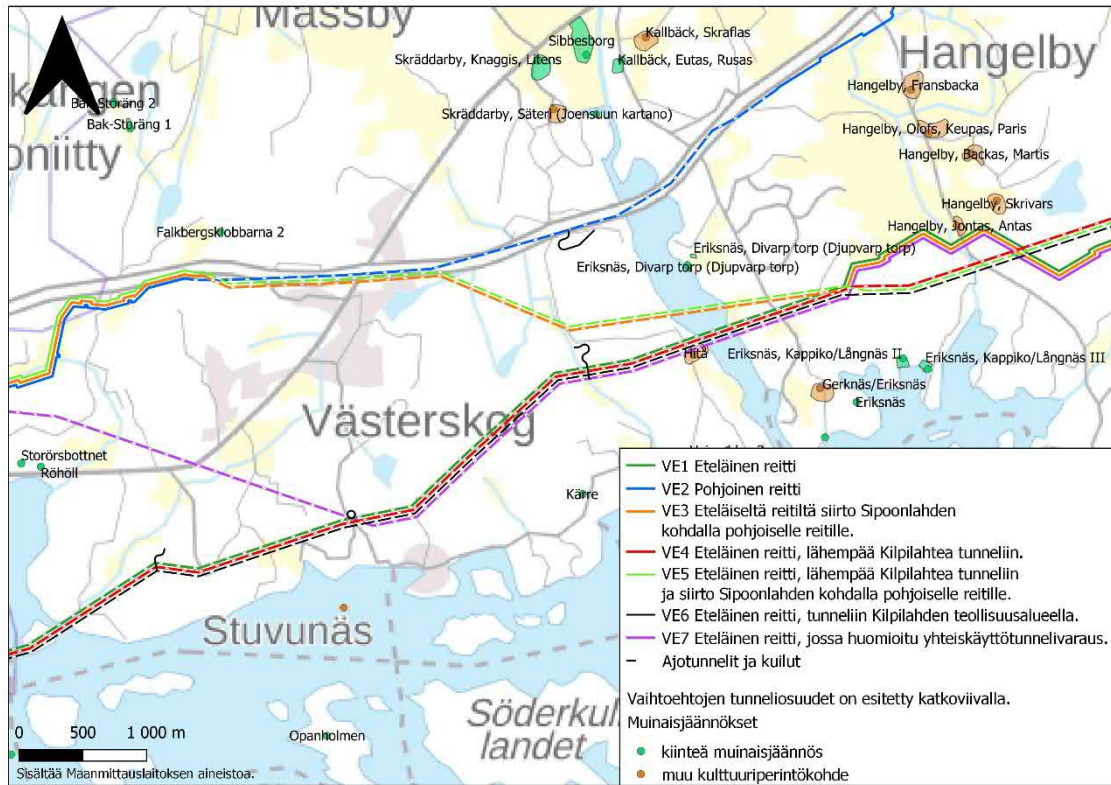 Massby
Sibbesborg
Kallbäck, Skraflas
Skräddarby, Knaggis, Litens
Kallbäck, Eutas, Rusas
Hangelby
Hangelby, Fransbacka
Bak-Storäng 2
Bak-Storäng 1
Skräddarby, Säteri (Joensuun kartano)
Hangelby, Olofs, Keupas, Paris
oniitty
Hangelby, Backas, Martis
Hangelby, Skrivars
Hangelby, Jontas, Antas
Falkbergsklobbarna 2
Eriksnäs, Divarp torp (Djupvarp torp)
Eriksnäs, Divarp torp (Djupvarp torp)
Hitå
Eriksnäs, Kappiko/Långnäs II
Eriksnäs, Kappiko/Långnäs III
Gerknäs/Eriksnäs
Eriksnäs
Västerskog
Storörsbottnet
Röhöll
Kärre
Stuvunäs
Söderkul
landet
Opanholmen
VE1 Eteläinen reitti
VE2 Pohjoinen reitti
VE3 Eteläiseltä reitiltä siirto Sipoonlahden
kohdalla pohjoiselle reitille.
VE4 Eteläinen reitti, lähempää Kilpilahtea tunneliin.
VE5 Eteläinen reitti, lähempää Kilpilahtea tunneliin
ja siirto Sipoonlahden kohdalla pohjoiselle reitille.
VE6 Eteläinen reitti, tunneliin Kilpilahden teollisuusalueella.
VE7 Eteläinen reitti, jossa huomioitu yhteiskäyttötunnelivaraus.
Ajotunnelit ja kuilut
Vaihtoehtojen tunneliosuudet on esitetty katkoviivalla.
Muinaisjäännökset
kiinteä muinaisjäännös
muu kulttuuriperintökohde
0 500 1 000 m
Sisältää Maanmittauslaitoksen aineistoa.